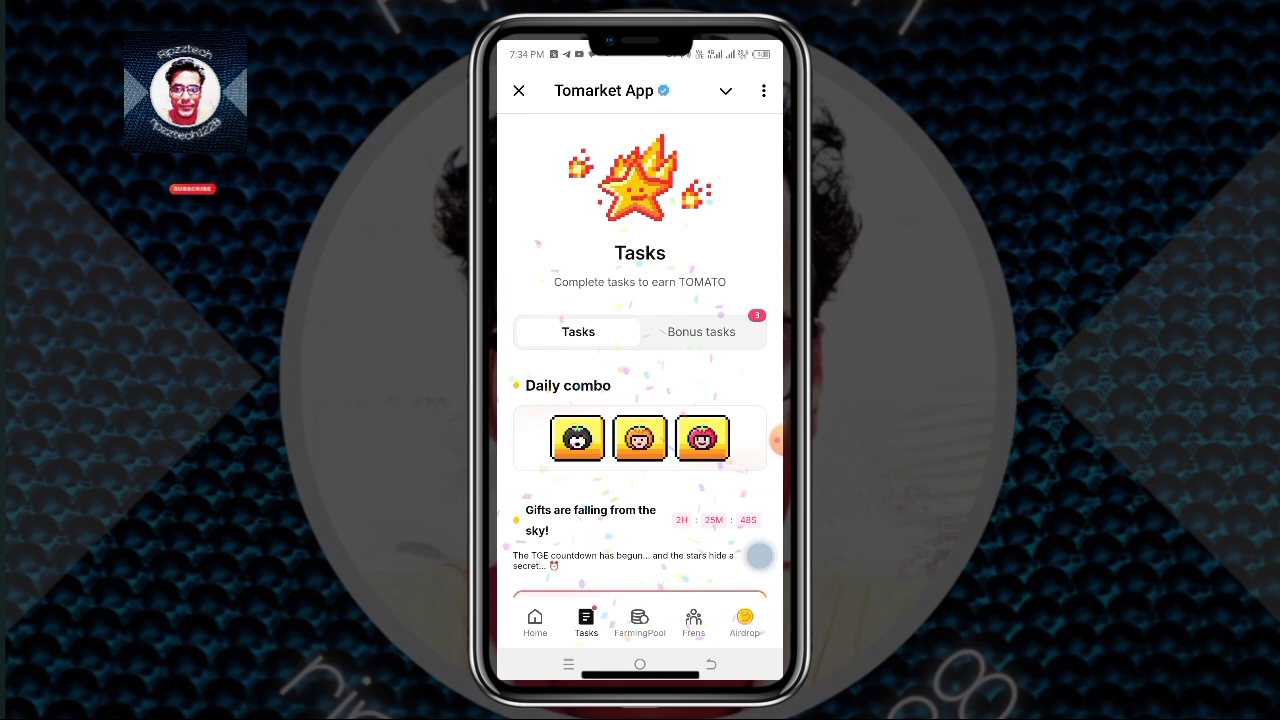 Ripzztech
ripzztech1228
SUBSCRIBE
7:34 PM
Tomarket App
Tasks
Complete tasks to earn TOMATO
3
Tasks
Bonus tasks
Daily combo
Gifts are falling from the
sky!
2H : 25M : 48S
The TGE countdown has begun... and the stars hide a
secret... ⏰
Home
Tasks
FarmingPool
Frens
Airdrop